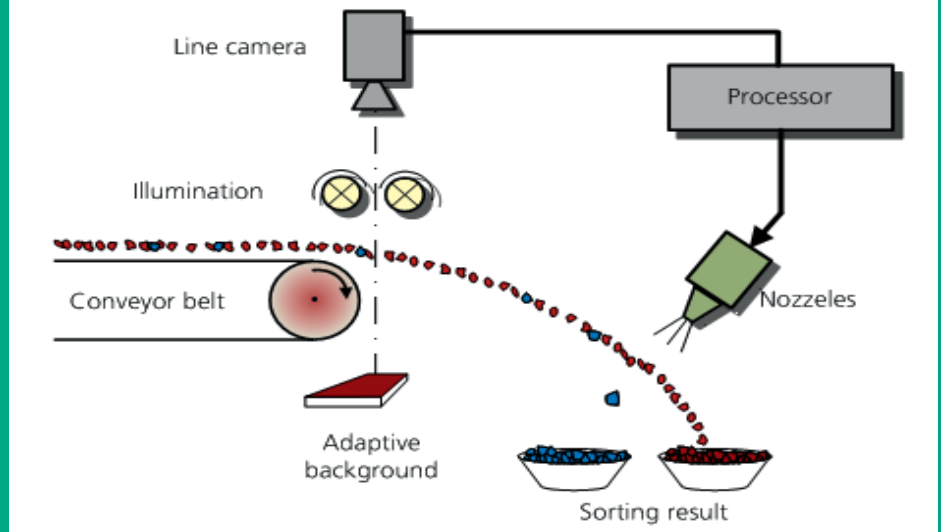 Line camera
Processor
Illumination
Conveyor belt
Nozzeles
Adaptive
background
Sorting result